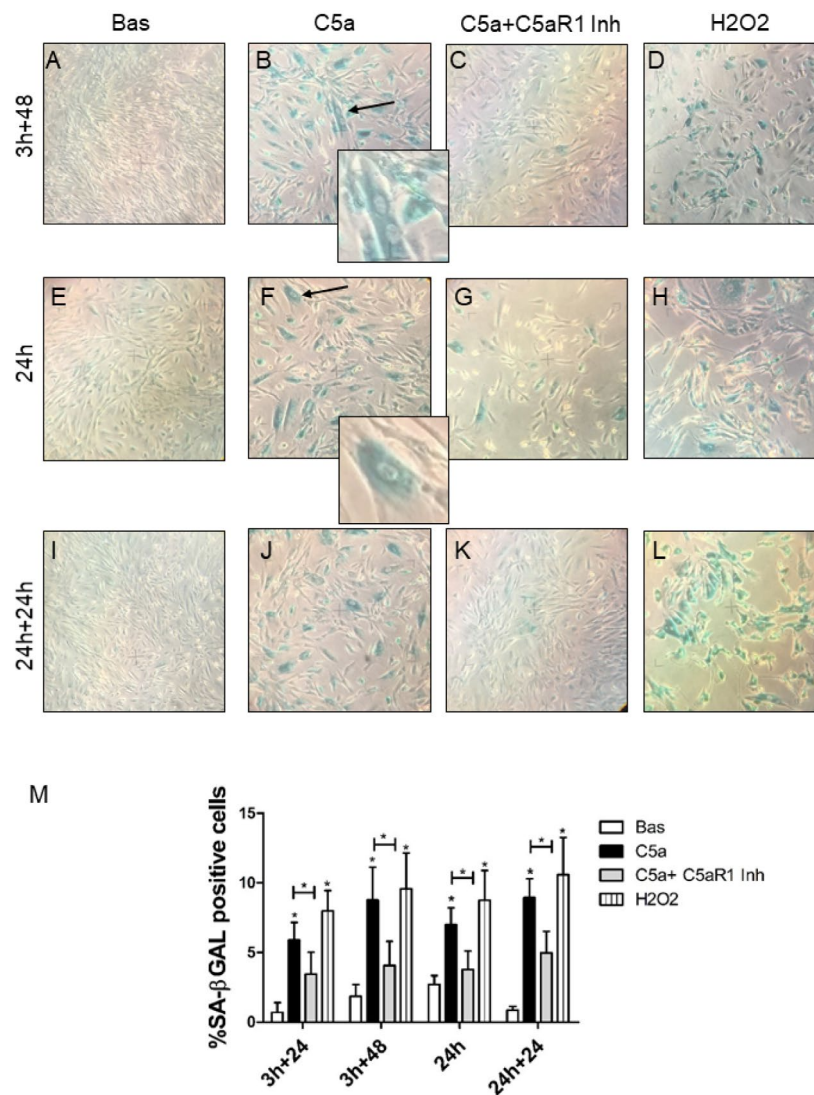 Bas C5a C5a+C5aR1 Inh H2O2
3h+48
A B C D
24h
E F G H
24h+24h
I J K L
M
%SA-β GAL positive cells
15
10
5
0
* * * * * * * * * * * *
Bas
C5a
C5a+ C5aR1 Inh
H2O2
3h+24 3h+48 24h 24h+24